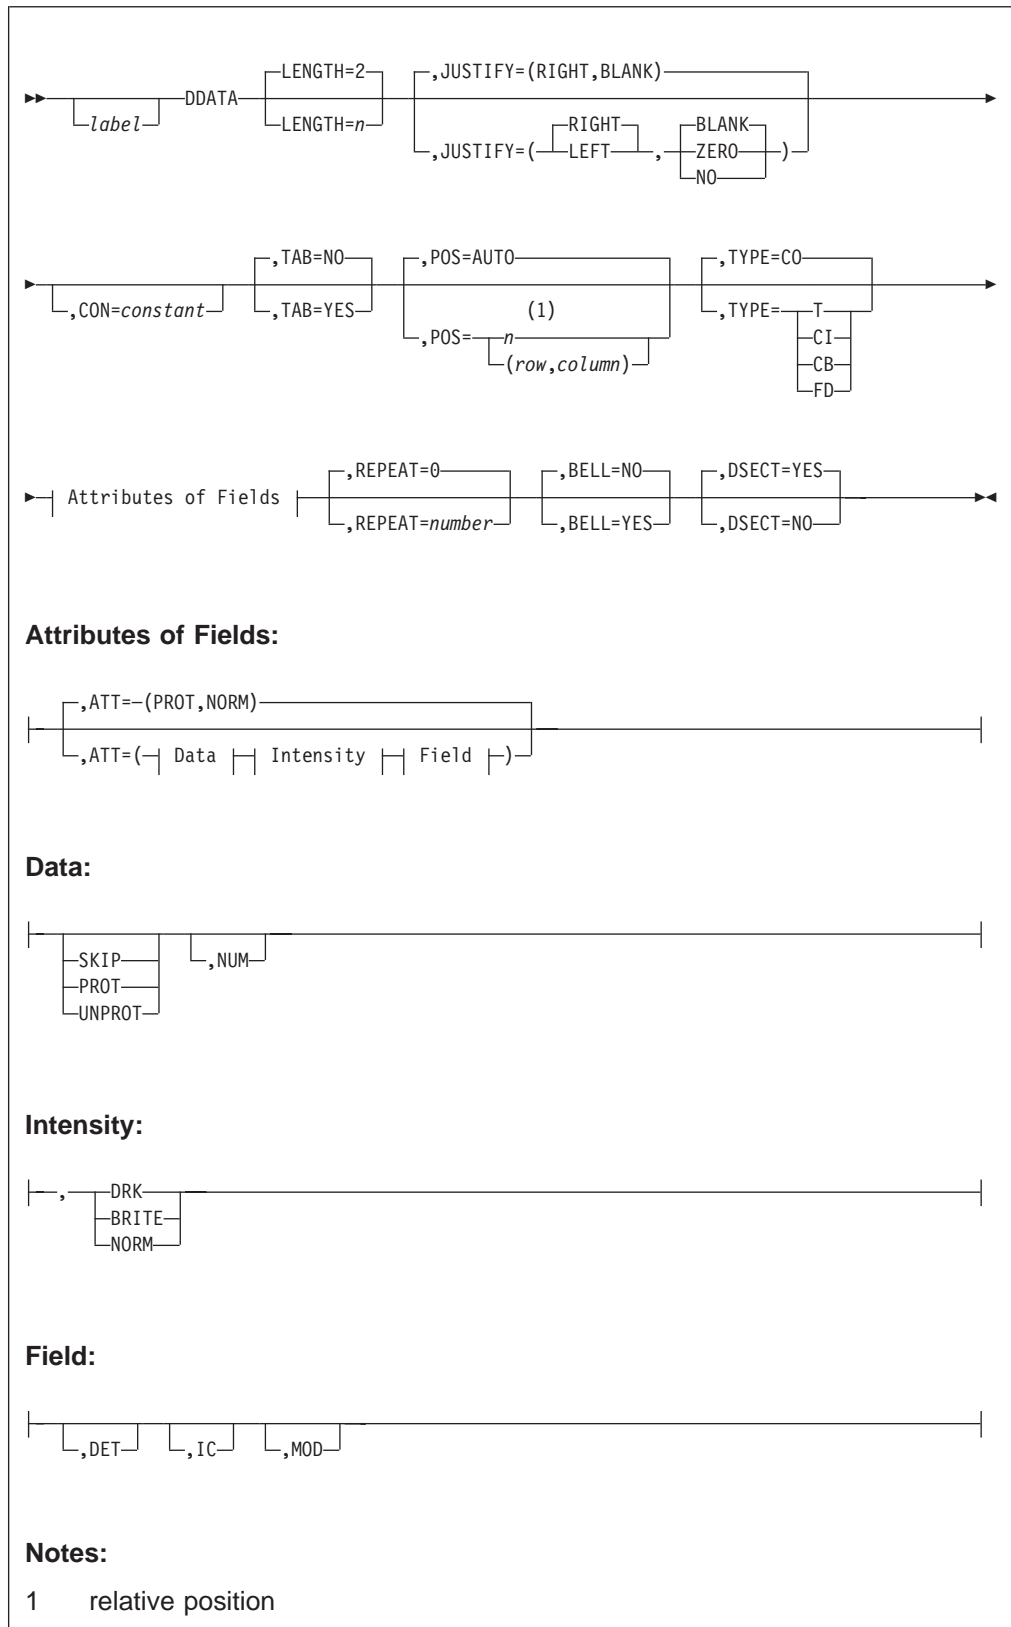 LENGTH=2 ,JUSTIFY=(RIGHT,BLANK)
label DDATA LENGTH=n ,JUSTIFY=( RIGHT LEFT , BLANK ZERO NO )
,TAB=NO ,POS=AUTO ,TYPE=CO
,CON=constant ,TAB=YES (1) ,TYPE= T
,POS= n CI
(row,column) CB
FD
,REPEAT=0 ,BELL=NO ,DSECT=YES
Attributes of Fields
,REPEAT=number ,BELL=YES ,DSECT=NO
Attributes of Fields:
,ATT=(PROT,NORM)
,ATT=( Data Intensity Field )
Data:
SKIP ,NUM
PROT
UNPROT
Intensity:
, DRK
BRITE
NORM
Field:
,DET ,IC ,MOD
Notes:
1 relative position